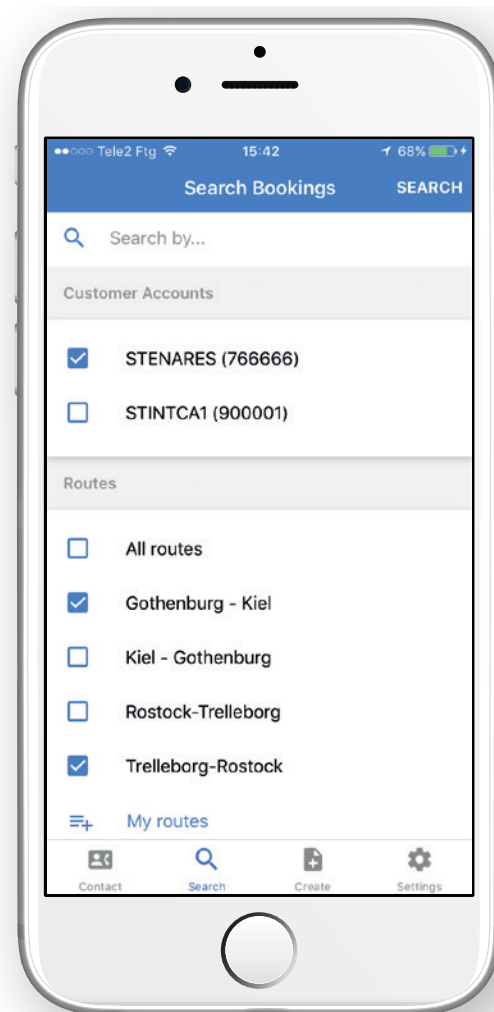 Tele2 Ftg 15:42 68%
Search Bookings SEARCH
Search by...
Customer Accounts
STENARES (766666)
STINTCA1 (900001)
Routes
All routes
Gothenburg - Kiel
Kiel - Gothenburg
Rostock-Trelleborg
Trelleborg-Rostock
My routes
Contact Search Create Settings